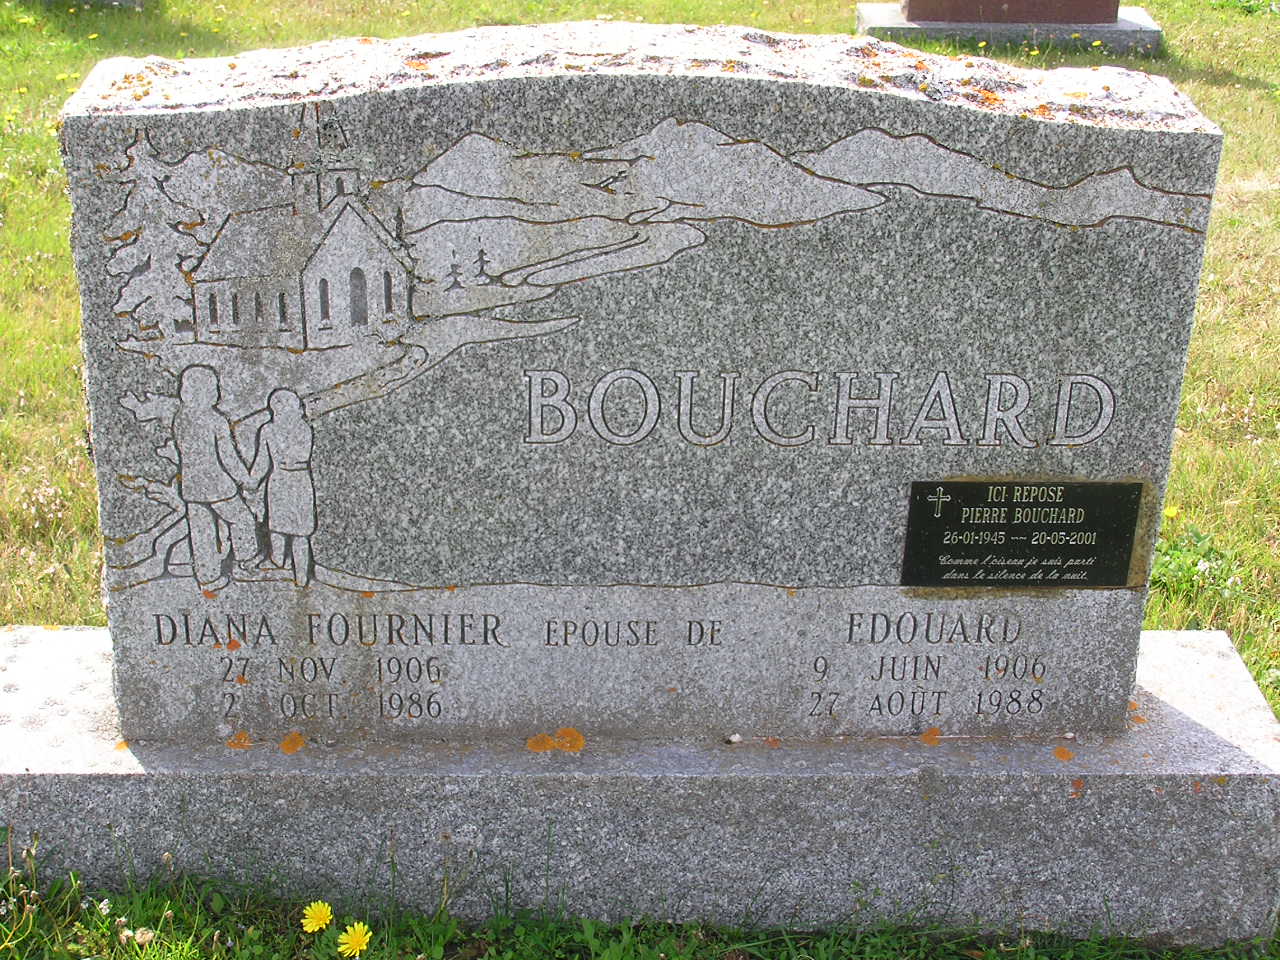 BOUCHARD
ICI REPOSE
PIERRE BOUCHARD
26-01-1945 ~~ 20-05-2001
Comme l'oiseau je suis parti
dans le silence de la nuit.
DIANA FOURNIER EPOUSE DE EDOUARD
27 NOV. 1906 9 JUIN 1906
2 OCT. 1986 27 AOÛT 1988